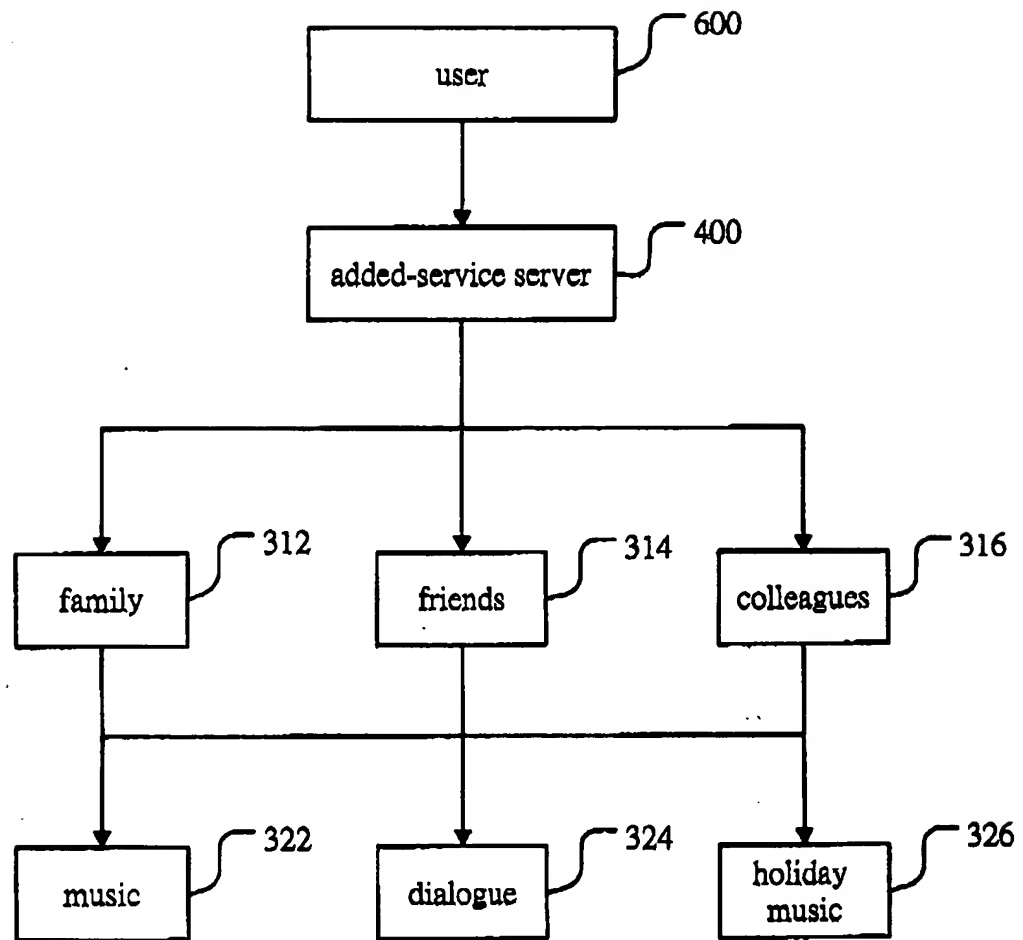 600
user
400
added-service server
312
314
316
family
friends
colleagues
322
324
326
music
dialogue
holiday
music